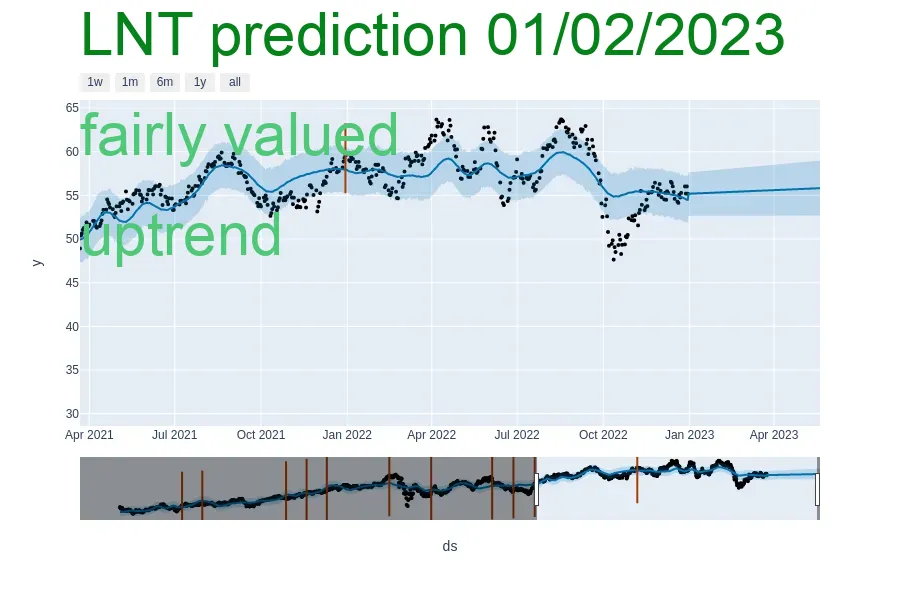 LNT prediction 01/02/2023
1w 1m 6m 1y all
fairly valued
uptrend
65
60
55
50
45
40
35
30
y
Apr 2021 Jul 2021 Oct 2021 Jan 2022 Apr 2022 Jul 2022 Oct 2022 Jan 2023 Apr 2023
ds